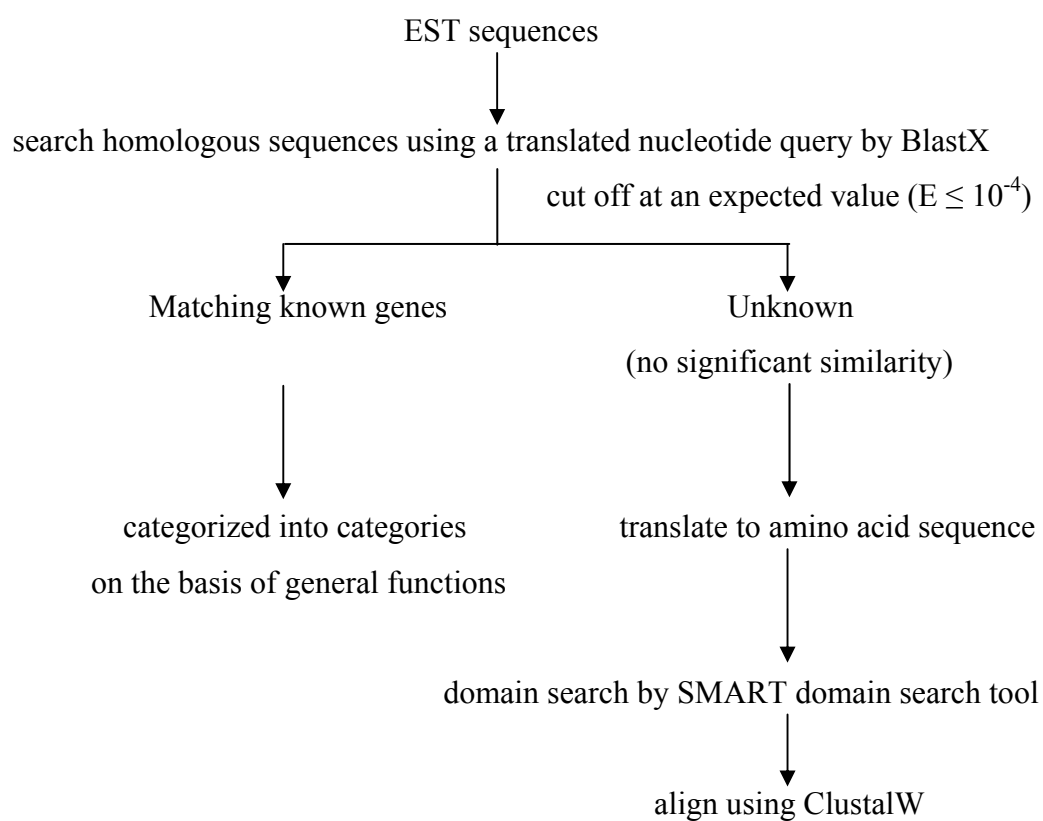 EST sequences
search homologous sequences using a translated nucleotide query by BlastX
cut off at an expected value (E ≤ 10⁻⁴)
Matching known genes
Unknown
(no significant similarity)
categorized into categories
on the basis of general functions
translate to amino acid sequence
domain search by SMART domain search tool
align using ClustalW